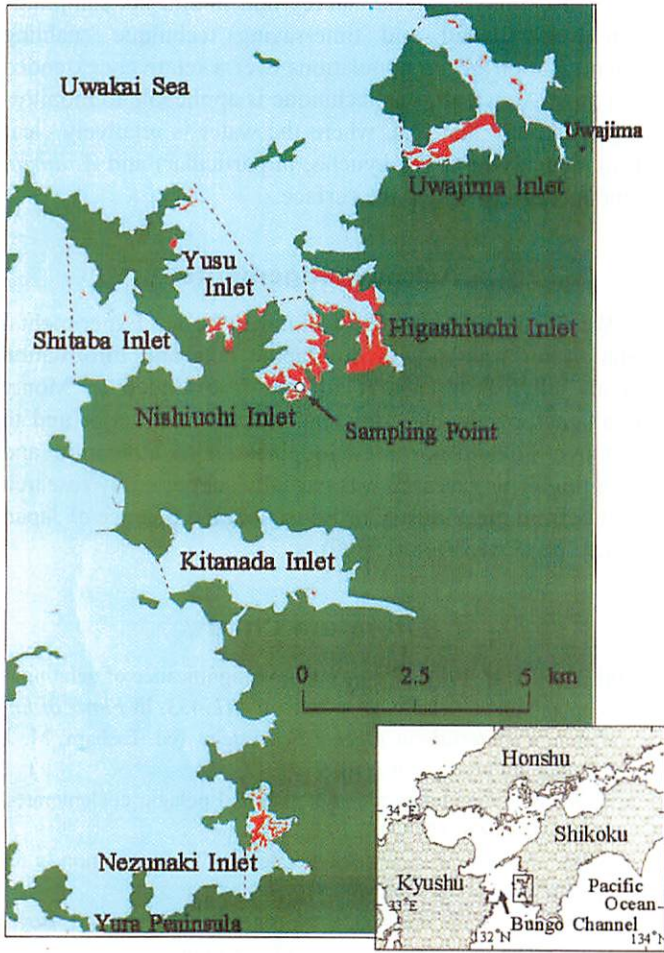 Uwakai Sea
Uwajima
Uwajima Inlet
Yusu
Inlet
Shitaba Inlet
Higashiuchi Inlet
Nishiuchi Inlet
Sampling Point
Kitanada Inlet
0 2.5 5 km
Nezunaki Inlet
Yura Peninsula
Honshu
34°E
Shikoku
Kyushu
Pacific
Ocean
33°E
Bungo Channel
132°N
134°N